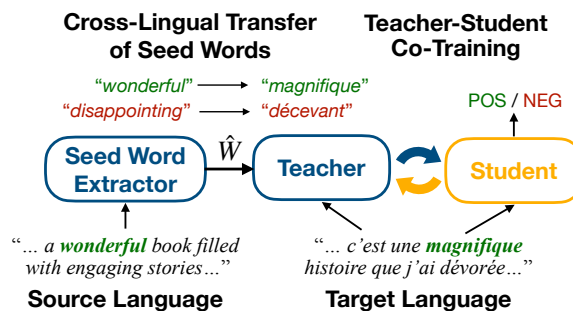 Cross-Lingual Transfer
of Seed Words
Teacher-Student
Co-Training
“wonderful” “magnifique”
“disappointing” “décevant”
POS / NEG
Seed Word
Extractor
Ŵ
Teacher
Student
“... a wonderful book filled
with engaging stories...”
“... c'est une magnifique
histoire que j'ai dévorée...”
Source Language
Target Language